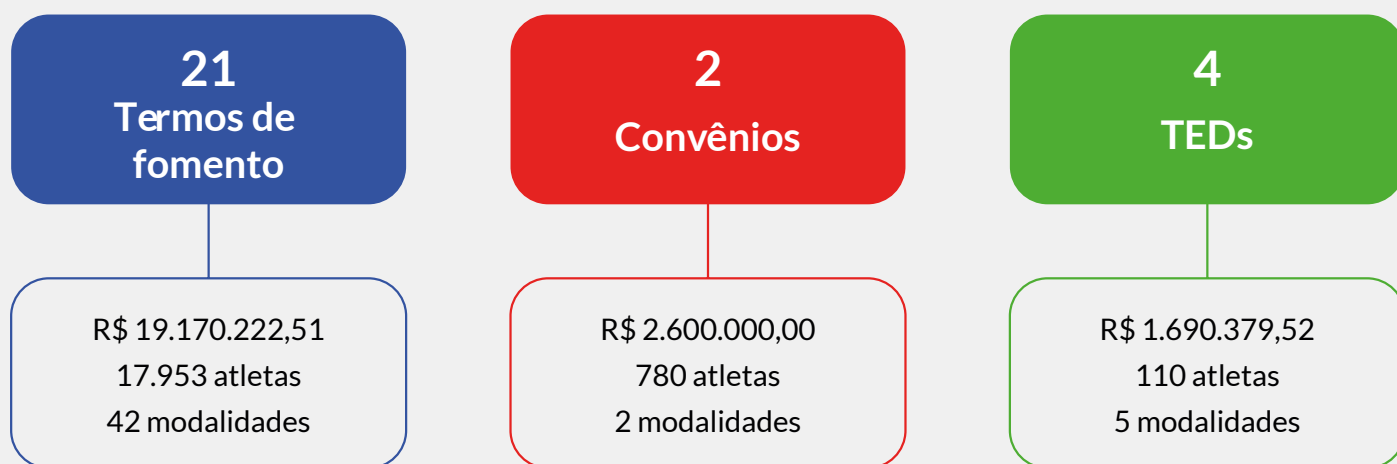 21
Termos de
fomento
R$ 19.170.222,51
17.953 atletas
42 modalidades
2
Convênios
R$ 2.600.000,00
780 atletas
2 modalidades
4
TEDs
R$ 1.690.379,52
110 atletas
5 modalidades